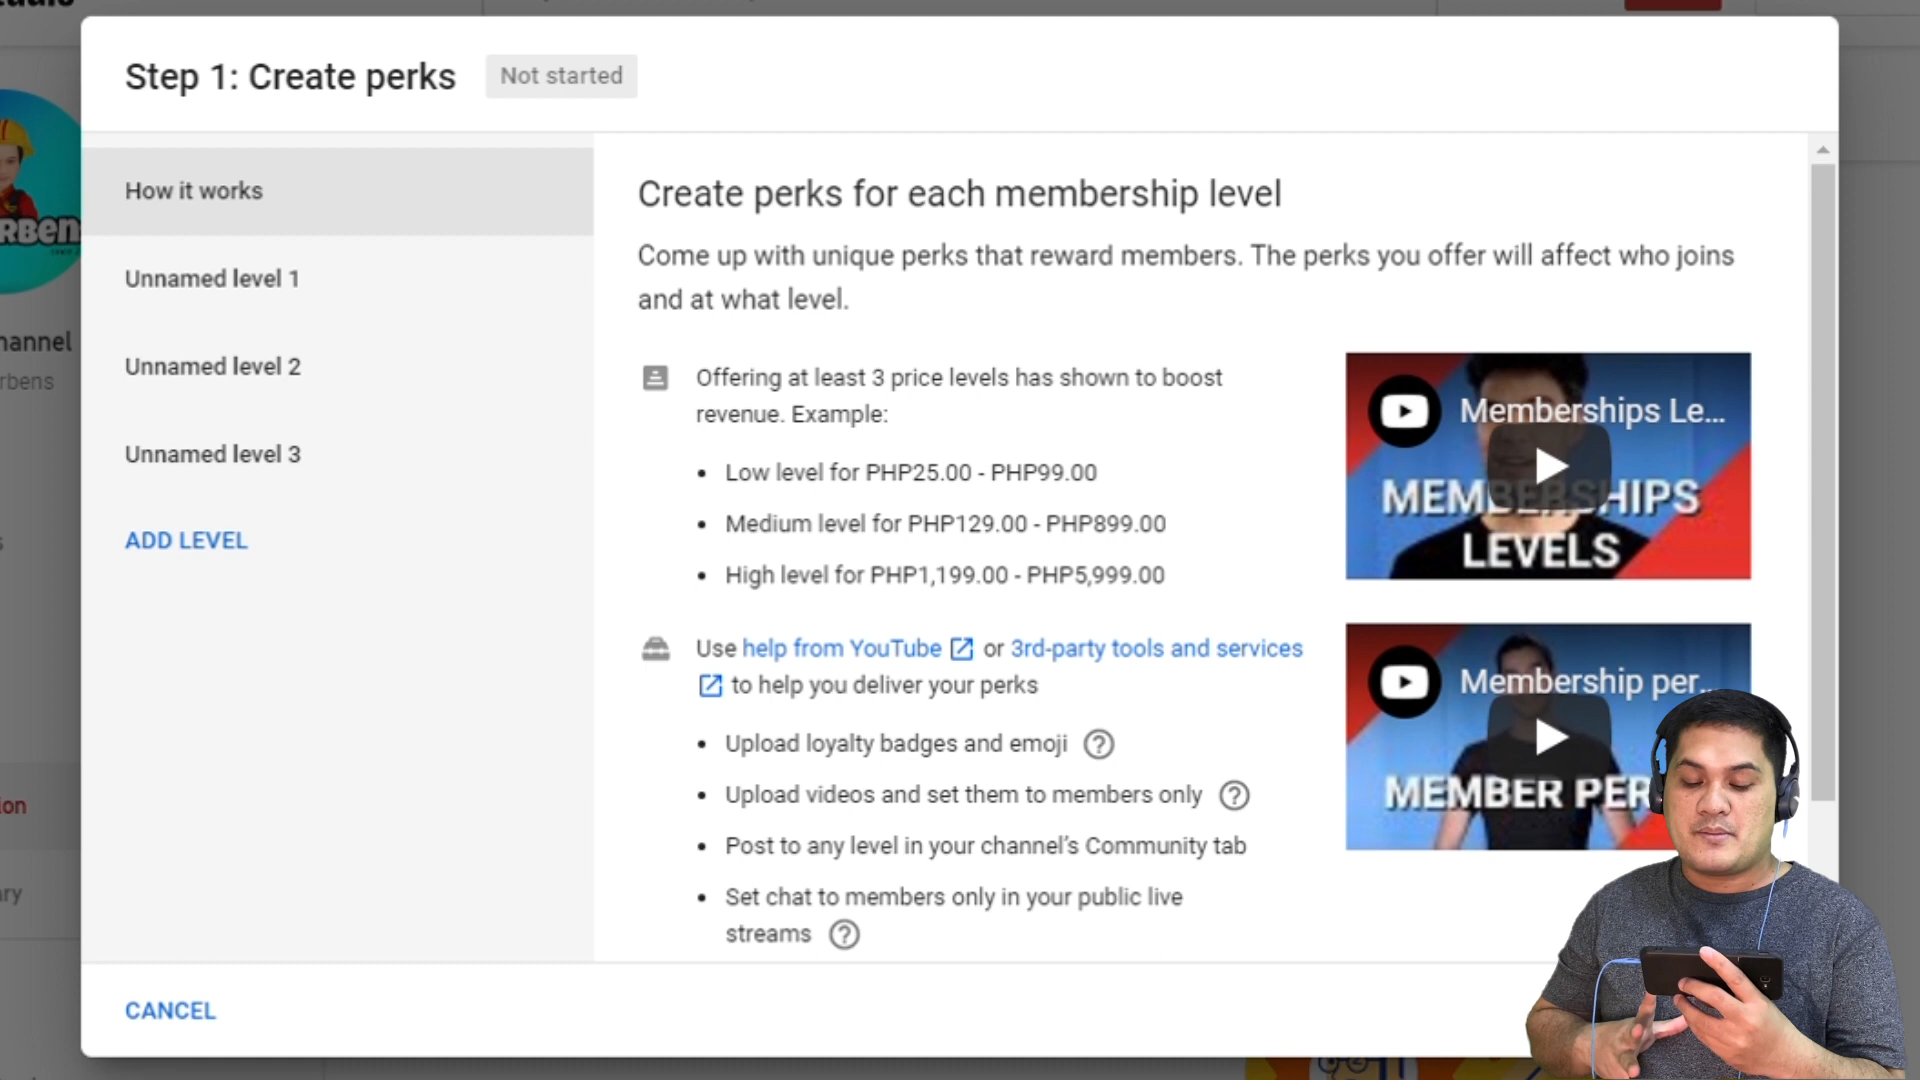 Step 1: Create perks
Not started
How it works
Unnamed level 1
Unnamed level 2
Unnamed level 3
ADD LEVEL
Create perks for each membership level
Come up with unique perks that reward members. The perks you offer will affect who joins
and at what level.
Offering at least 3 price levels has shown to boost
revenue. Example:
• Low level for PHP25.00 - PHP99.00
• Medium level for PHP129.00 - PHP899.00
• High level for PHP1,199.00 - PHP5,999.00
Use help from YouTube or 3rd-party tools and services
to help you deliver your perks
• Upload loyalty badges and emoji
• Upload videos and set them to members only
• Post to any level in your channel's Community tab
• Set chat to members only in your public live
streams
Memberships Le...
MEMBERSHIPS
LEVELS
Membership per...
MEMBER PER
CANCEL
hannel
rbens